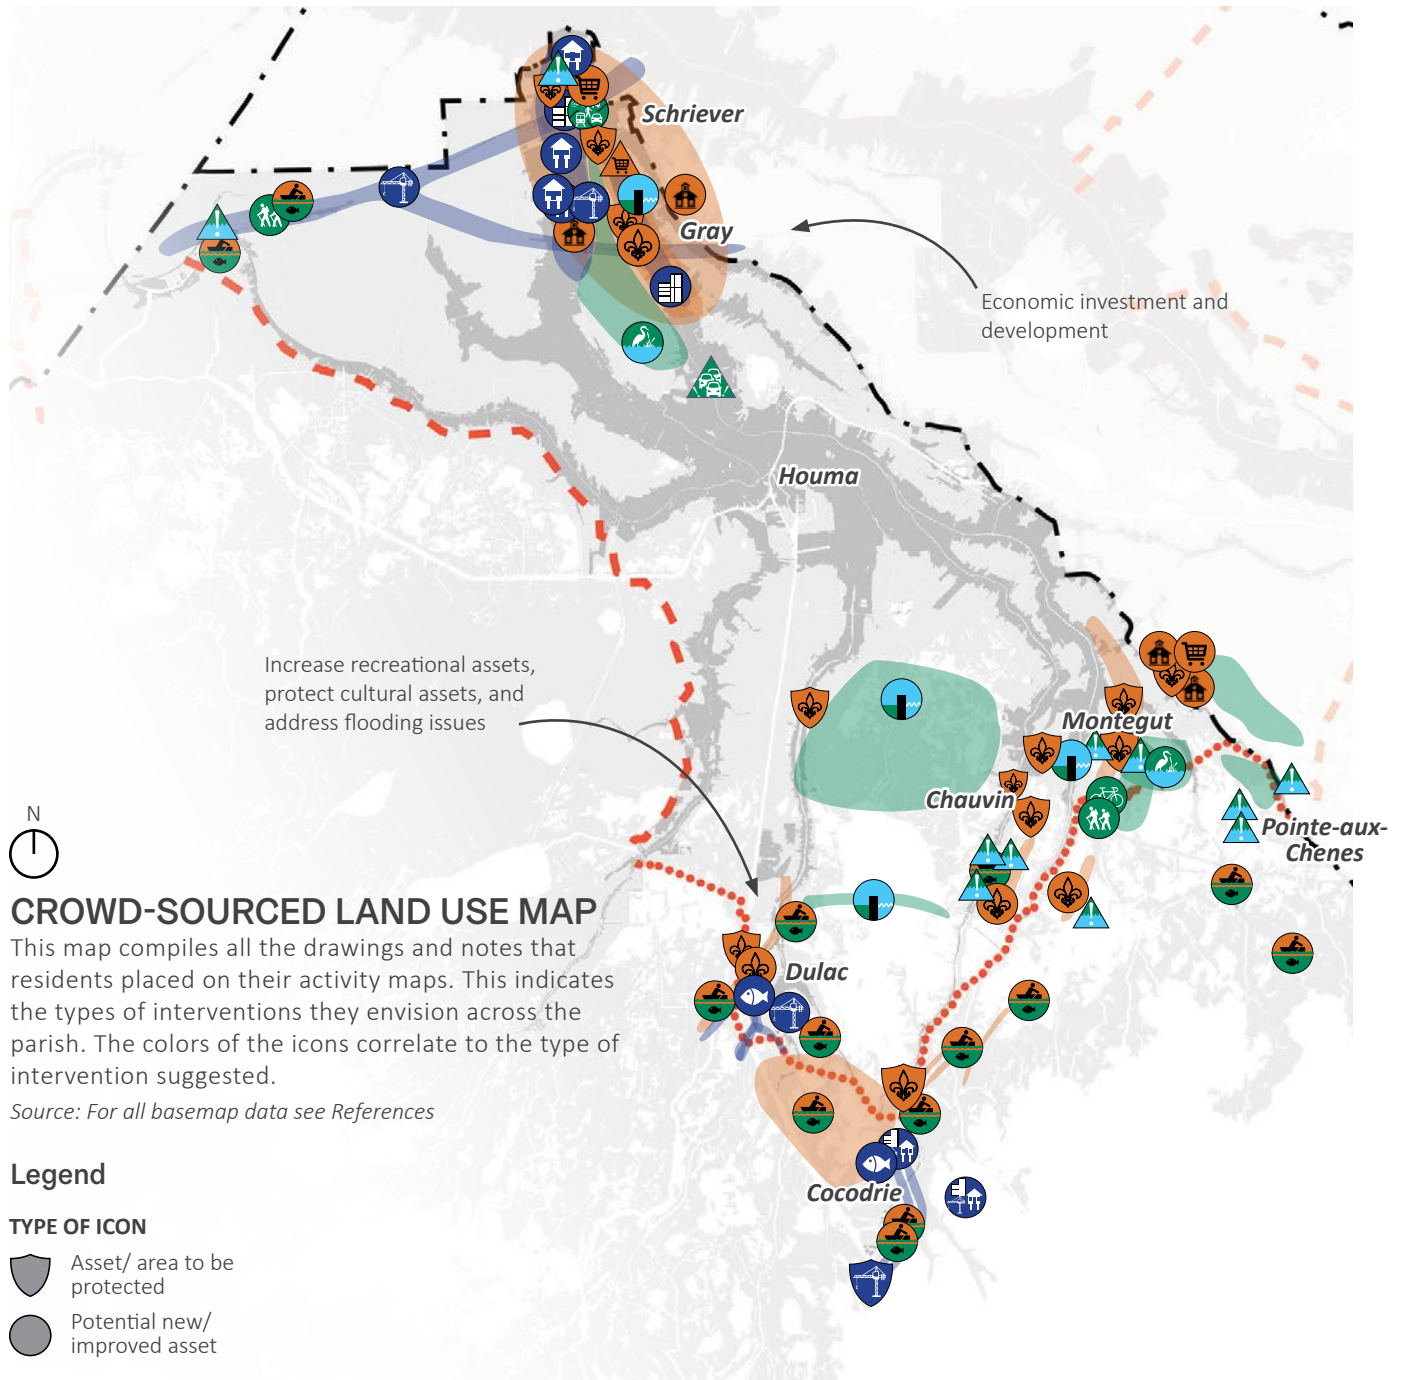 Schriever
Gray
Economic investment and
development
Houma
Increase recreational assets,
protect cultural assets, and
address flooding issues
Montegut
Chauvin
Pointe-aux-
Chenes
N
CROWD-SOURCED LAND USE MAP
This map compiles all the drawings and notes that
residents placed on their activity maps. This indicates
the types of interventions they envision across the
parish. The colors of the icons correlate to the type of
intervention suggested.
Source: For all basemap data see References
Dulac
Cocodrie
Legend
TYPE OF ICON
Asset/ area to be
protected
Potential new/
improved asset